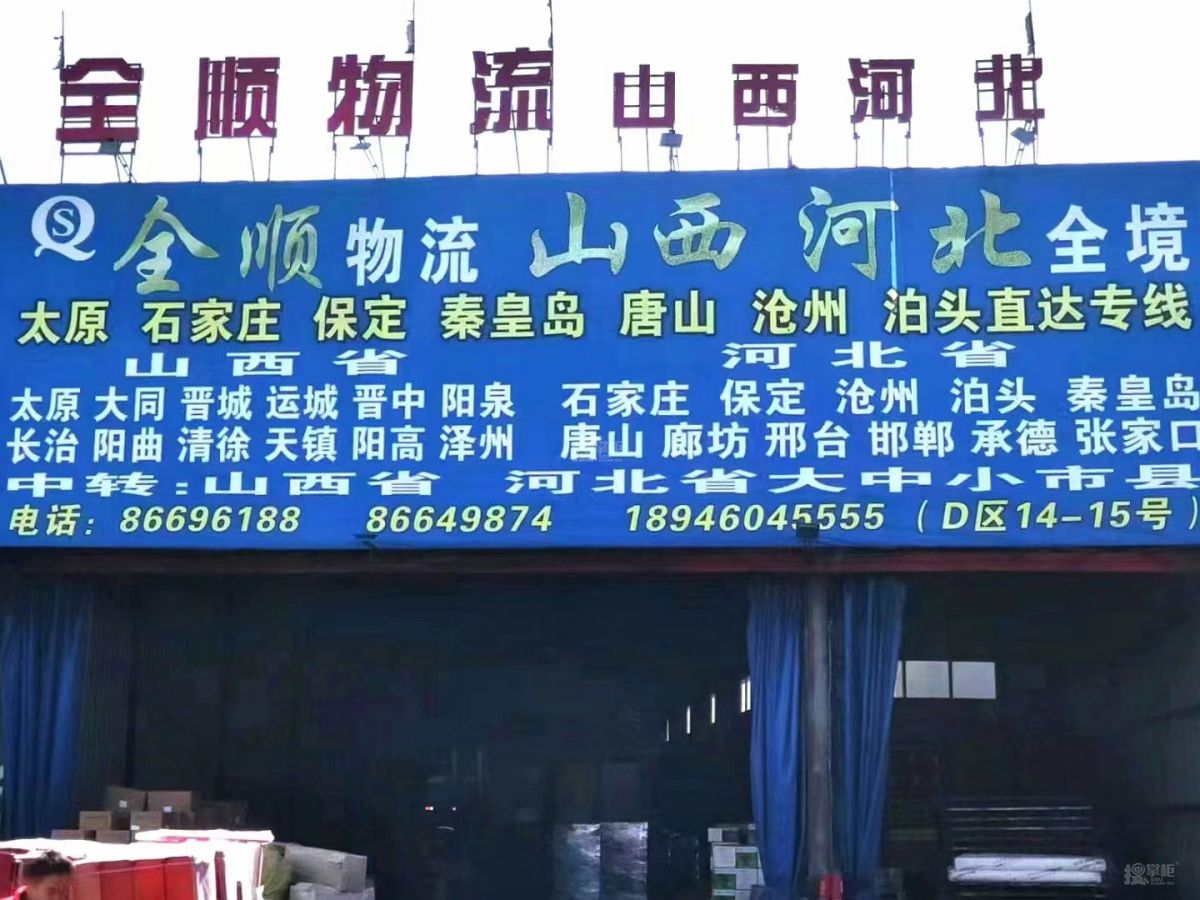 全顺物流山西河北
QS 全顺物流 山西河北全境
太原 石家庄 保定 秦皇岛 唐山 沧州 泊头直达专线
山西省 河北省
太原 大同 晋城 运城 晋中 阳泉 石家庄 保定 沧州 泊头 秦皇岛
长治 阳曲 清徐 天镇 阳高 泽州 唐山 廊坊 邢台 邯郸 承德 张家口
中转:山西省 河北省大中小市县
电话:86696188 86649874 18946045555(D区14-15号)
搜掌柜